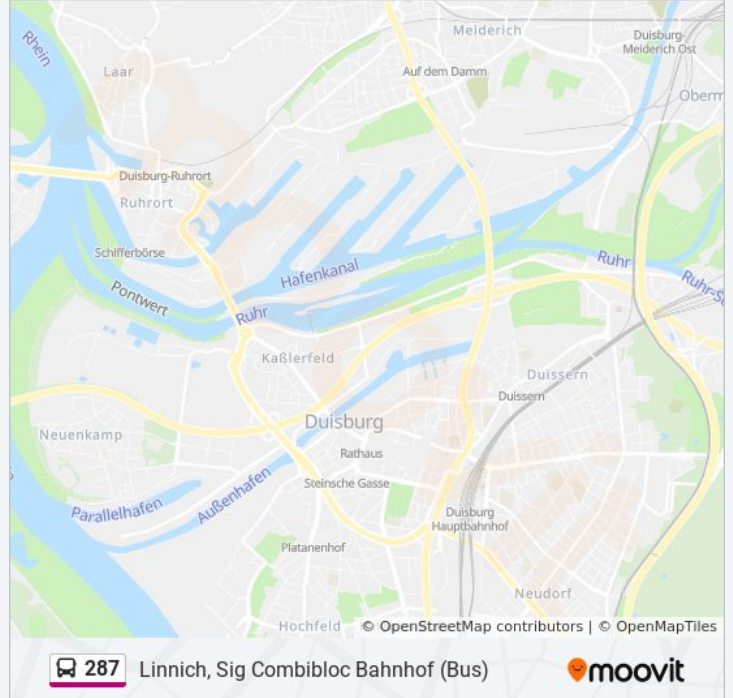 Rhein
Meiderich
Duisburg-
Meiderich Ost
Laar
Auf dem Damm
Duisburg-Ruhrort
Ruhrort
Schifferbörse
Hafenkanal
Ruhr
Pontwert
Ruhr
Kaßlerfeld
Duissern
Duissern
Duisburg
Neuenkamp
Rathaus
Steinsche Gasse
Außenhafen
Parallelhafen
Duisburg
Hauptbahnhof
Platanenhof
Neudorf
Hochfeld
© OpenStreetMap contributors | © OpenMapTiles
287 Linnich, Sig Combibloc Bahnhof (Bus)
moovit